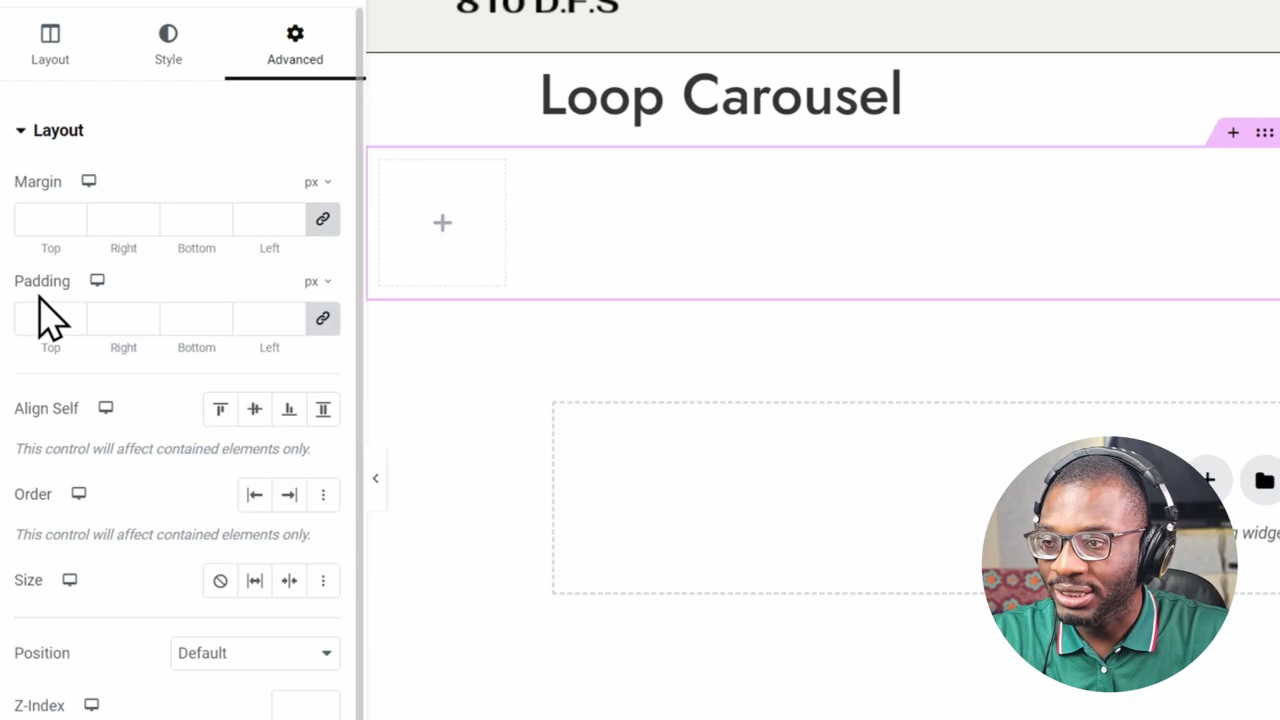 Layout
Style
Advanced
Loop Carousel
Layout
Margin
px
Top
Right
Bottom
Left
Padding
px
Top
Right
Bottom
Left
Align Self
This control will affect contained elements only.
Order
This control will affect contained elements only.
Size
Position
Default
Z-Index